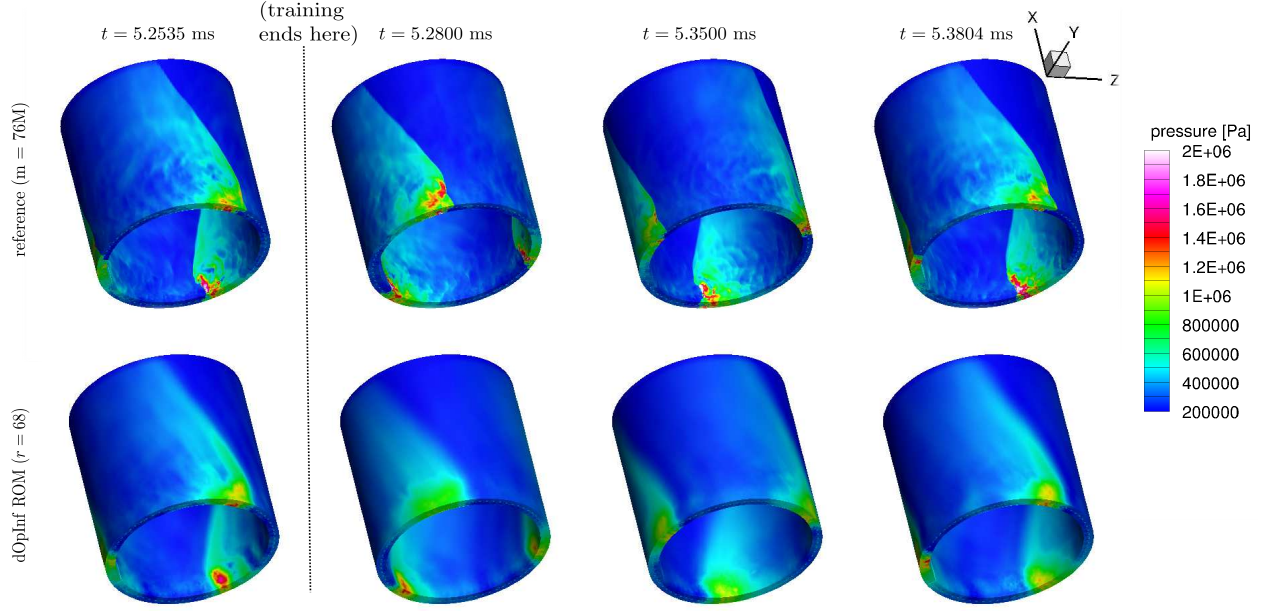 (training
ends here)
t = 5.2535 ms
t = 5.2800 ms
t = 5.3500 ms
t = 5.3804 ms
X
Y
Z
reference (m = 76M)
dOpInf ROM (r = 68)
pressure [Pa]
2E+06
1.8E+06
1.6E+06
1.4E+06
1.2E+06
1E+06
800000
600000
400000
200000